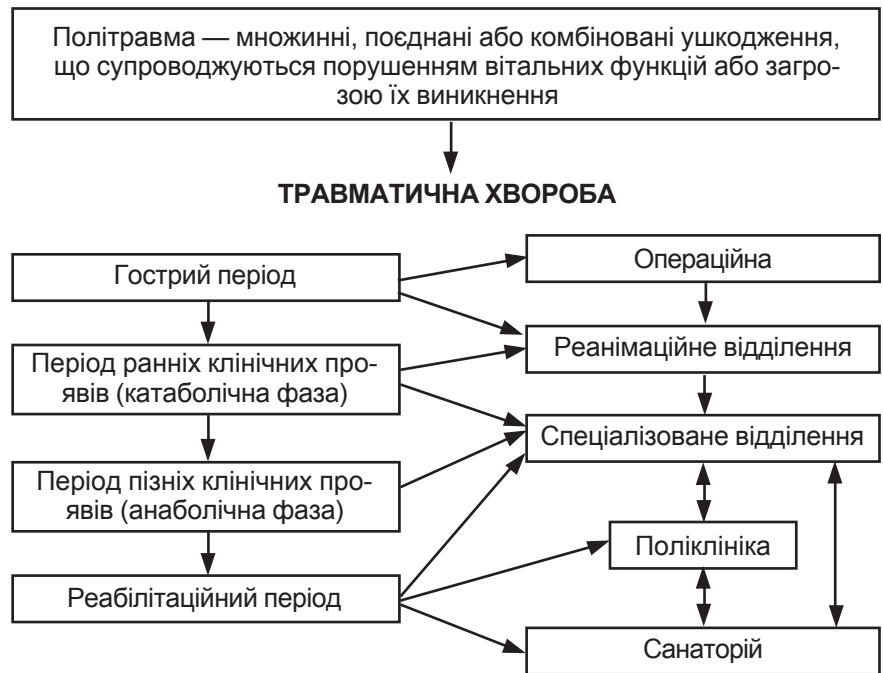 Політравма — множинні, поєднані або комбіновані ушкодження,
що супроводжуються порушенням вітальних функцій або загро-
зою їх виникнення
ТРАВМАТИЧНА ХВОРОБА
Гострий період
Операційна
Період ранніх клінічних про-
явів (катаболічна фаза)
Реанімаційне відділення
Спеціалізоване відділення
Період пізніх клінічних про-
явів (анаболічна фаза)
Поліклініка
Реабілітаційний період
Санаторій